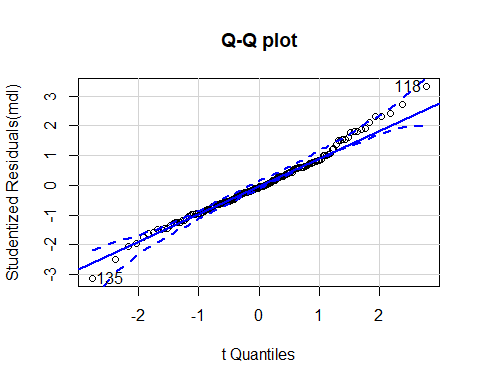 Q-Q plot
Studentized Residuals(mdl)
3
2
1
0
-1
-2
-3
118
135
-2 -1 0 1 2
t Quantiles